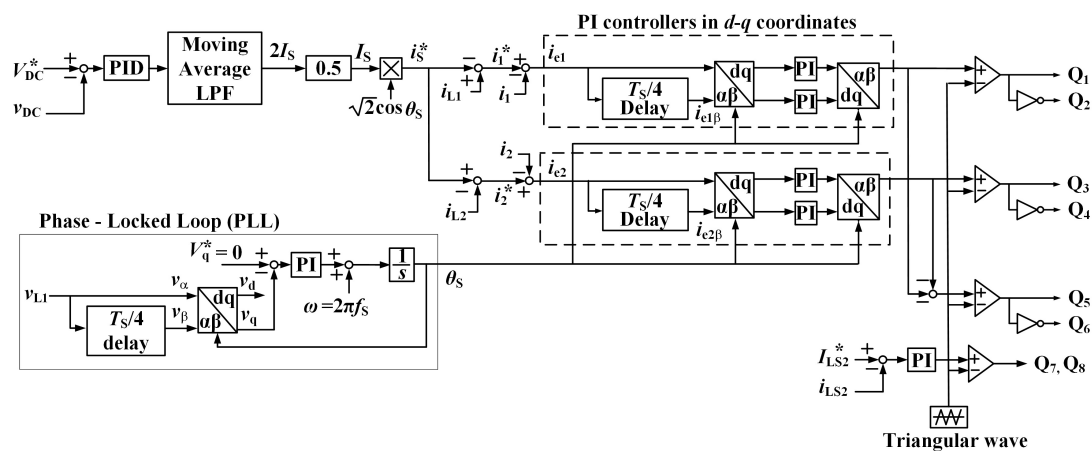 PI controllers in d-q coordinates
V*DC + − PID Moving Average LPF 2IS 0.5 IS × i*S − + i*1 + − ie1 dq αβ PI PI αβ dq + − Q1
vDC √2cos θS iL1 i1 TS/4 Delay ie1β Q2
i2 − ie2 dq αβ PI PI αβ dq + − Q3
+ − iL2 i*2 + TS/4 Delay ie2β Q4
Phase - Locked Loop (PLL)
V*q = 0 + − PI + + 1/s θS
ω = 2πfS
vL1 vα dq αβ vd − − + − Q5
TS/4 delay vβ vq Q6
I*LS2 + − PI + − Q7, Q8
iLS2
Triangular wave